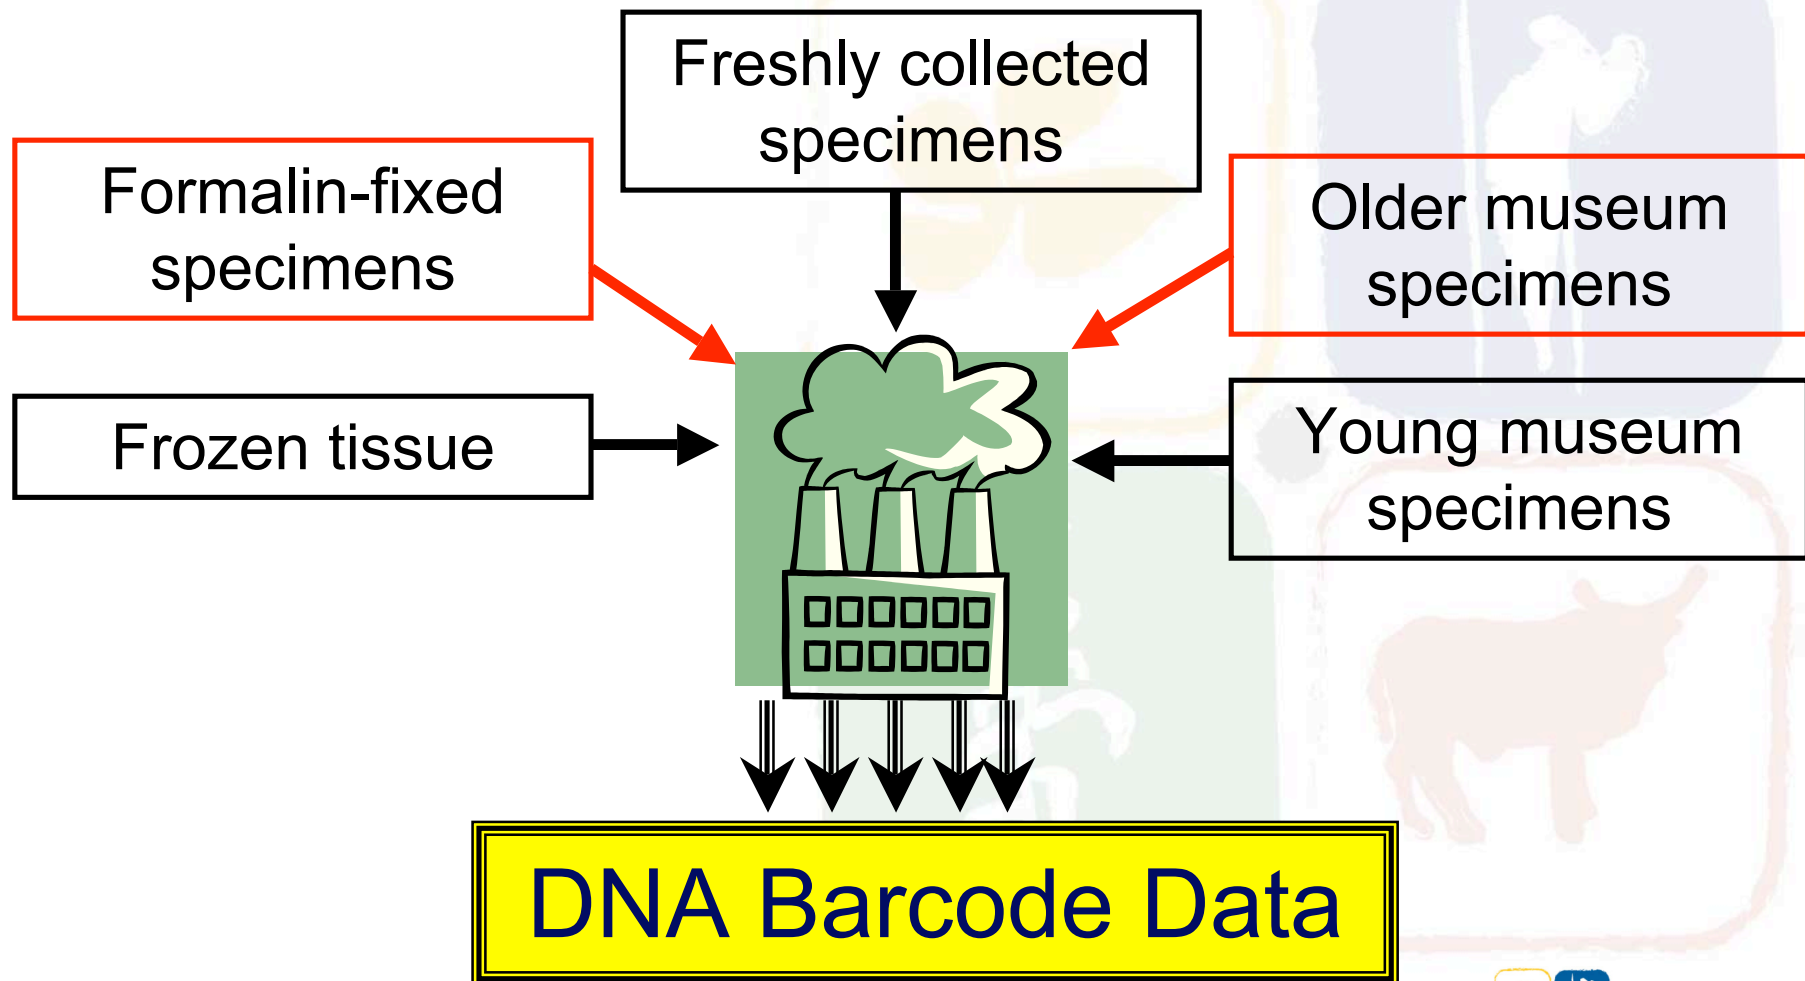 Freshly collected
specimens
Formalin-fixed
specimens
Older museum
specimens
Frozen tissue
Young museum
specimens
DNA Barcode Data